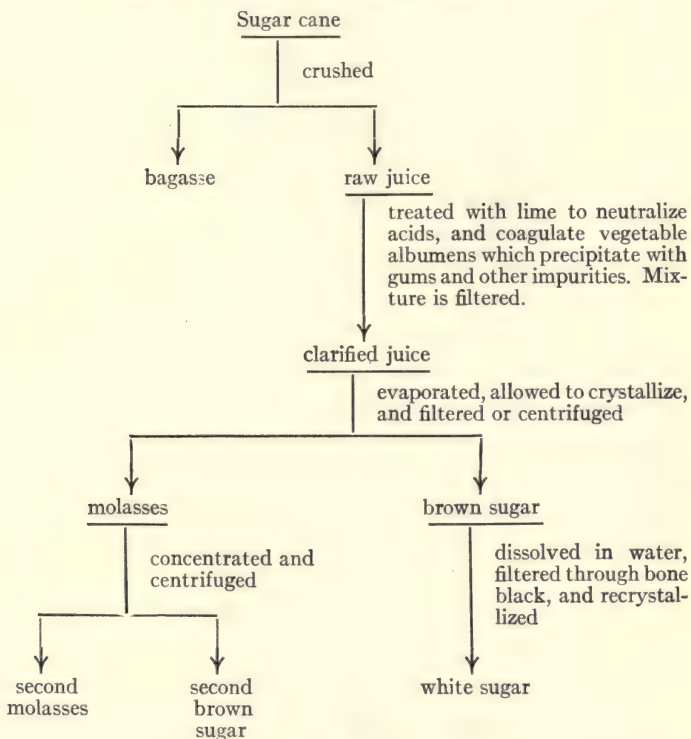 Sugar cane
crushed
bagasse
raw juice
treated with lime to neutralize
acids, and coagulate vegetable
albumens which precipitate with
gums and other impurities. Mix-
ture is filtered.
clarified juice
evaporated, allowed to crystallize,
and filtered or centrifuged
molasses
brown sugar
concentrated and
centrifuged
dissolved in water,
filtered through bone
black, and recrystal-
lized
second
molasses
second
brown
sugar
white sugar